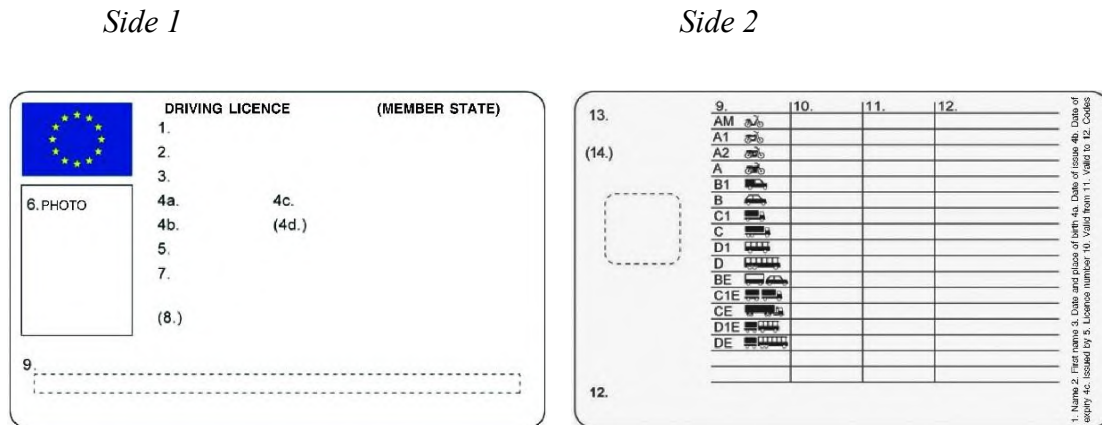 Side 1
Side 2
DRIVING LICENCE (MEMBER STATE)
1.
2.
3.
4a. 4c.
4b. (4d.)
5.
7.
(8.)
6. PHOTO
9.
13.
(14.)
9. 10. 11. 12.
AM
A1
A2
A
B1
B
C1
C
D1
D
BE
C1E
CE
D1E
DE
12.
1. Name 2. First name 3. Date and place of birth 4a. Date of issue 4b. Date of
expiry 4c. Issued by 5. Licence number 10. Valid from 11. Valid to 12. Codes